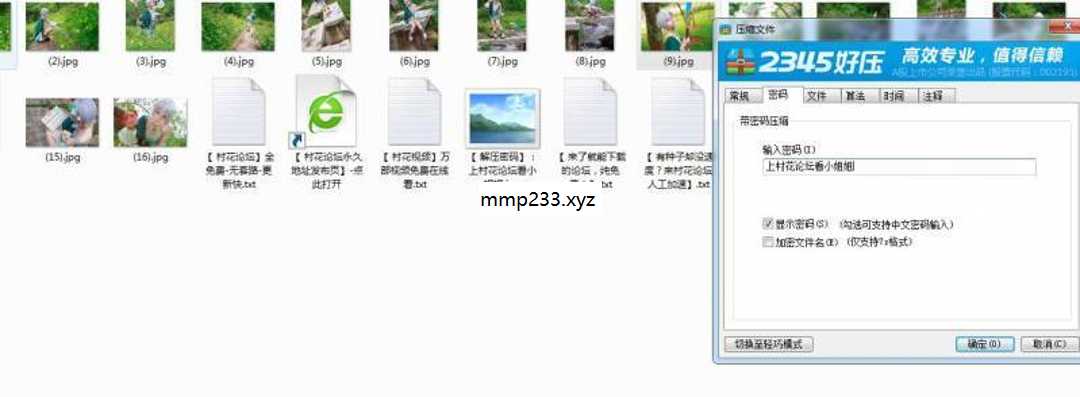 (2).jpg
(3).jpg
(4).jpg
(5).jpg
(6).jpg
(7).jpg
(8).jpg
(9).jpg
(15).jpg
(16).jpg
【 村花论坛】全
免费-无套路-更
新快.txt
【 村花论坛永久
地址发布页】-点
此打开
【 村花视频】万
部视频免费在线
看.txt
【 解压密码】:
上村花论坛看小
【 来了就能下载
的论坛,纯免
.txt
【 有种子却没速
度?来村花论坛
人工加速】.txt
mmp233.xyz
压缩文件
2345好压
高效专业,值得信赖
A股上市公司荣誉出品 (股票代码:002195)
常规
密码
文件
算法
时间
注释
带密码压缩
输入密码(I)
上村花论坛看小姐姐
显示密码(S) (勾选可支持中文密码输入)
加密文件名(E) (仅支持7z格式)
切换至轻巧模式
确定(O)
取消(C)